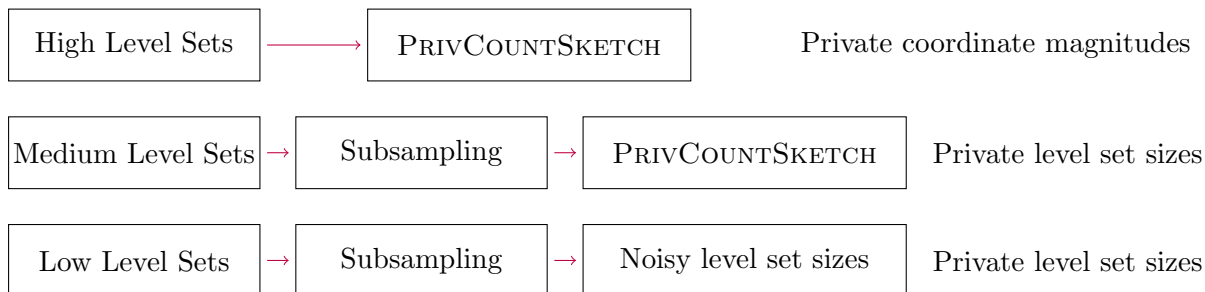 High Level Sets PRIVCOUNTSKETCH Private coordinate magnitudes
Medium Level Sets Subsampling PRIVCOUNTSKETCH Private level set sizes
Low Level Sets Subsampling Noisy level set sizes Private level set sizes